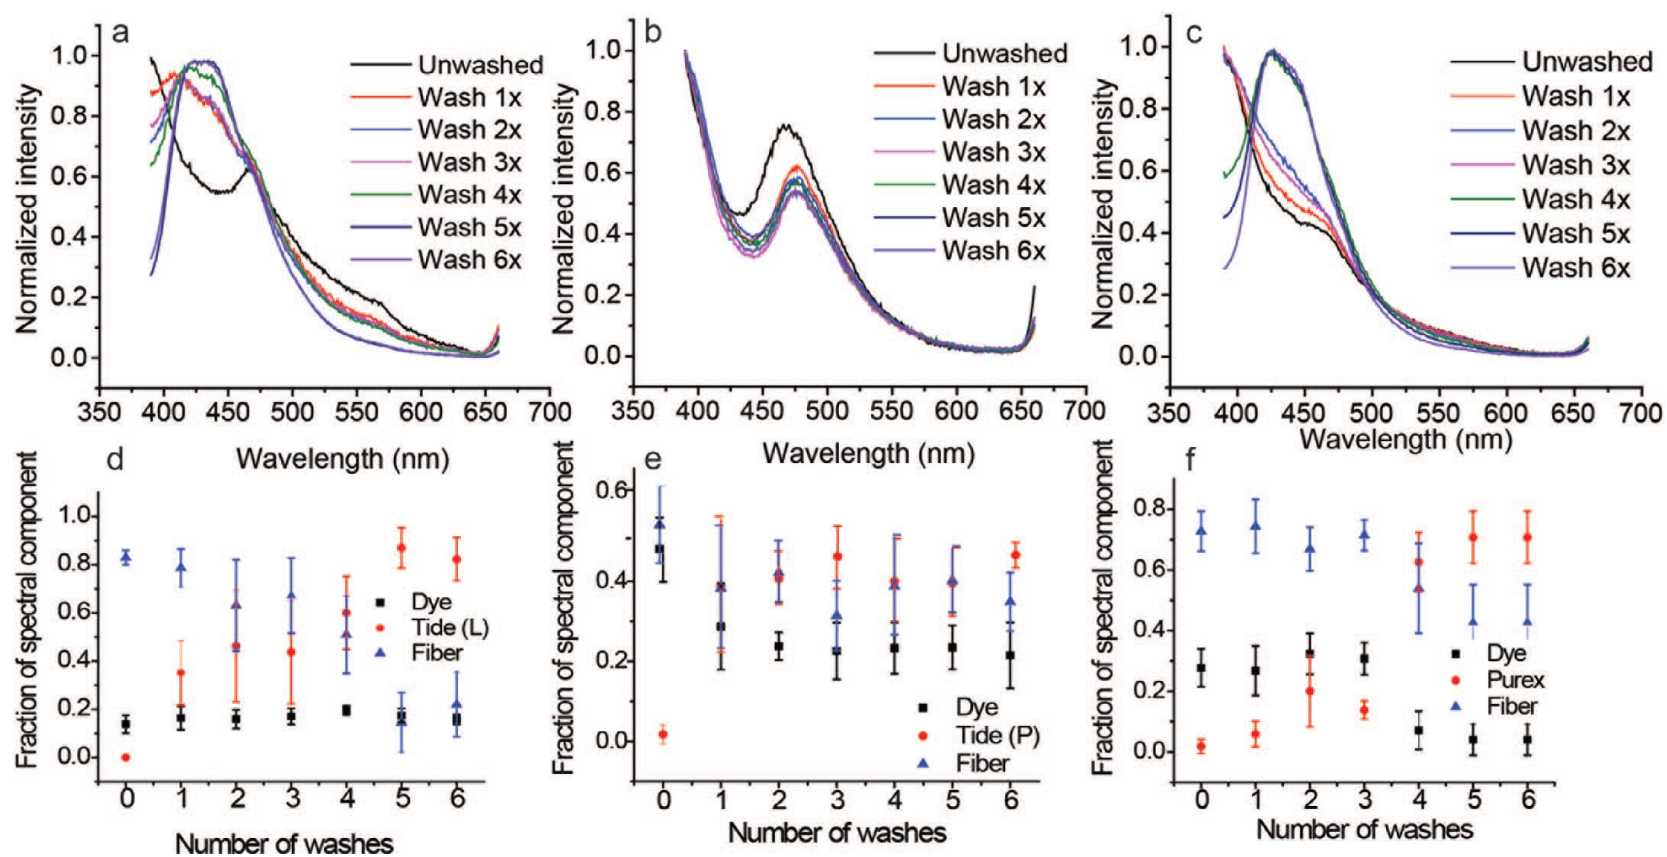 a
Normalized intensity
1.0
0.8
0.6
0.4
0.2
0.0
350 400 450 500 550 600 650 700
Wavelength (nm)
Unwashed
Wash 1x
Wash 2x
Wash 3x
Wash 4x
Wash 5x
Wash 6x
b
Normalized intensity
1.0
0.8
0.6
0.4
0.2
0.0
350 400 450 500 550 600 650 700
Wavelength (nm)
Unwashed
Wash 1x
Wash 2x
Wash 3x
Wash 4x
Wash 5x
Wash 6x
c
Normalized intensity
1.0
0.8
0.6
0.4
0.2
0.0
350 400 450 500 550 600 650 700
Wavelength (nm)
Unwashed
Wash 1x
Wash 2x
Wash 3x
Wash 4x
Wash 5x
Wash 6x
d
Fraction of spectral component
1.0
0.8
0.6
0.4
0.2
0.0
0 1 2 3 4 5 6
Number of washes
Dye
Tide (L)
Fiber
e
Fraction of spectral component
0.6
0.4
0.2
0.0
0 1 2 3 4 5 6
Number of washes
Dye
Tide (P)
Fiber
f
Fraction of spectral component
0.8
0.6
0.4
0.2
0.0
0 1 2 3 4 5 6
Number of washes
Dye
Purex
Fiber